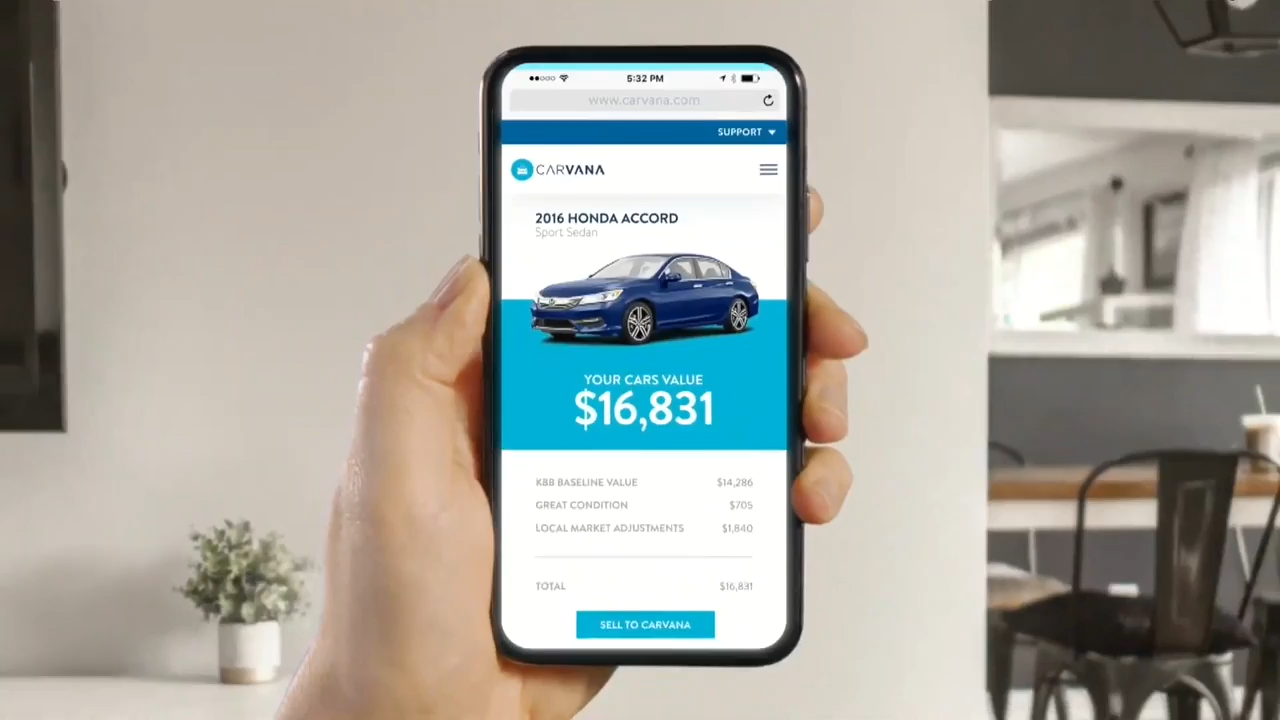 5:32 PM
www.carvana.com
SUPPORT
CARVANA
2016 HONDA ACCORD
Sport Sedan
YOUR CARS VALUE
$16,831
KBB BASELINE VALUE $14,286
GREAT CONDITION $705
LOCAL MARKET ADJUSTMENTS $1,840
TOTAL $16,831
SELL TO CARVANA